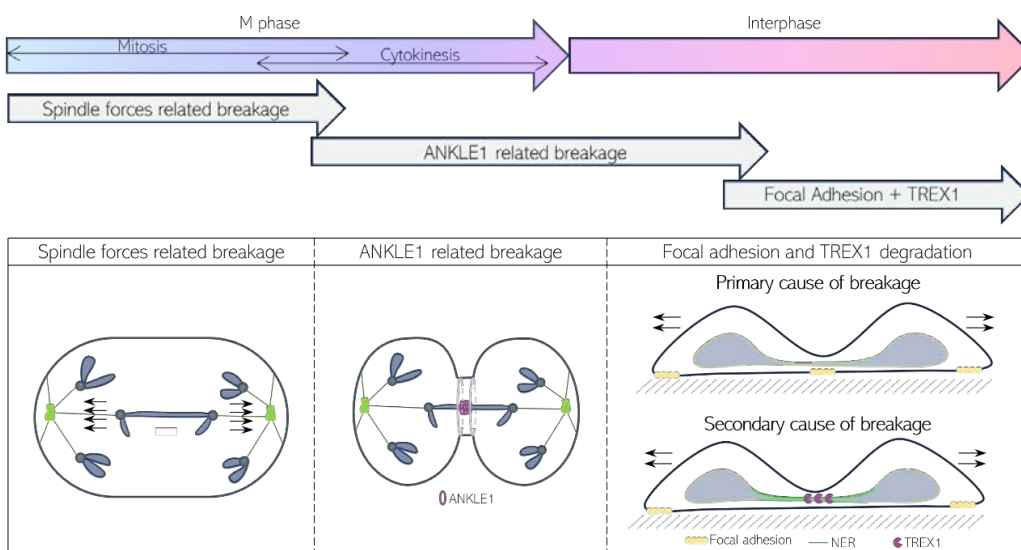 M phase
Interphase
Mitosis
Cytokinesis
Spindle forces related breakage
ANKLE1 related breakage
Focal Adhesion + TREX1
Spindle forces related breakage
ANKLE1 related breakage
Focal adhesion and TREX1 degradation
Primary cause of breakage
Secondary cause of breakage
ANKLE1
Focal adhesion
NER
TREX1